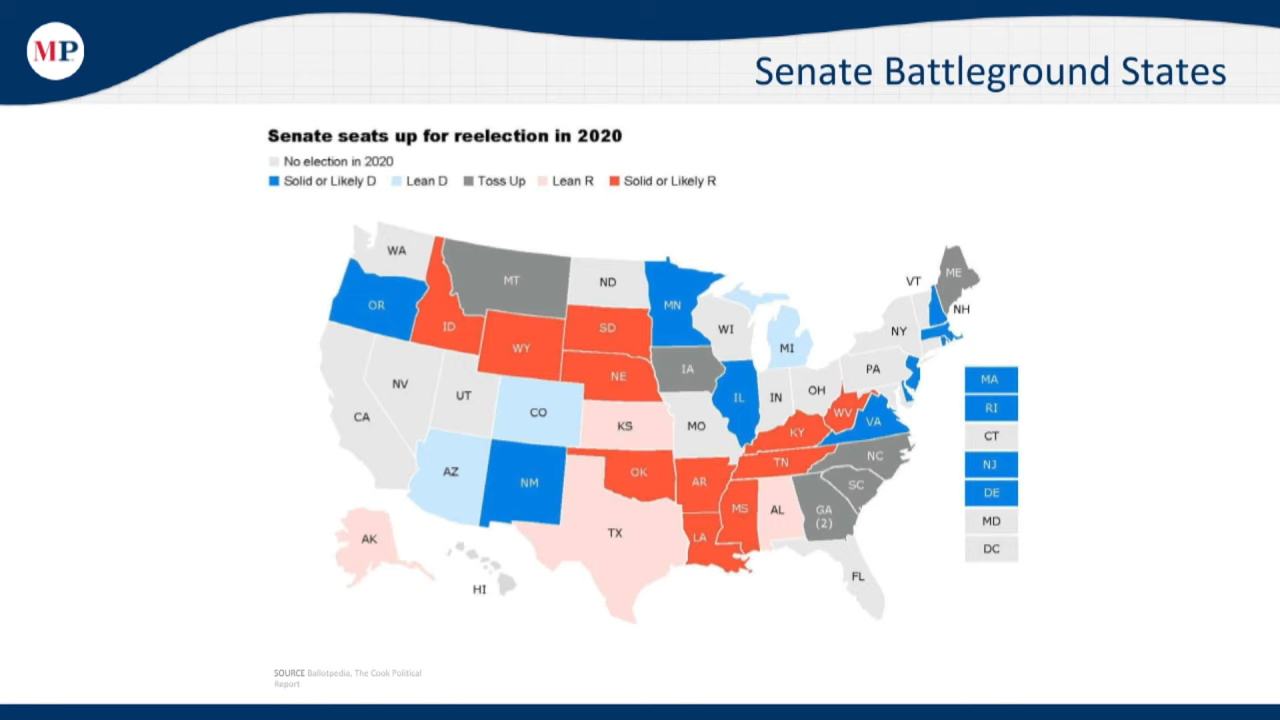 MP
Senate Battleground States
Senate seats up for reelection in 2020
No election in 2020
Solid or Likely D Lean D Toss Up Lean R Solid or Likely R
WA
MT
ND
MN
VT
ME
OR
ID
SD
WI
NH
NY
WY
MI
IA
PA
NE
NV
UT
CO
IL
IN
OH
CA
KS
MO
WV
VA
KY
NC
AZ
NM
OK
AR
TN
SC
MS
AL
GA
(2)
TX
LA
AK
HI
FL
MA
RI
CT
NJ
DE
MD
DC
SOURCE Ballotpedia, The Cook Political
Report